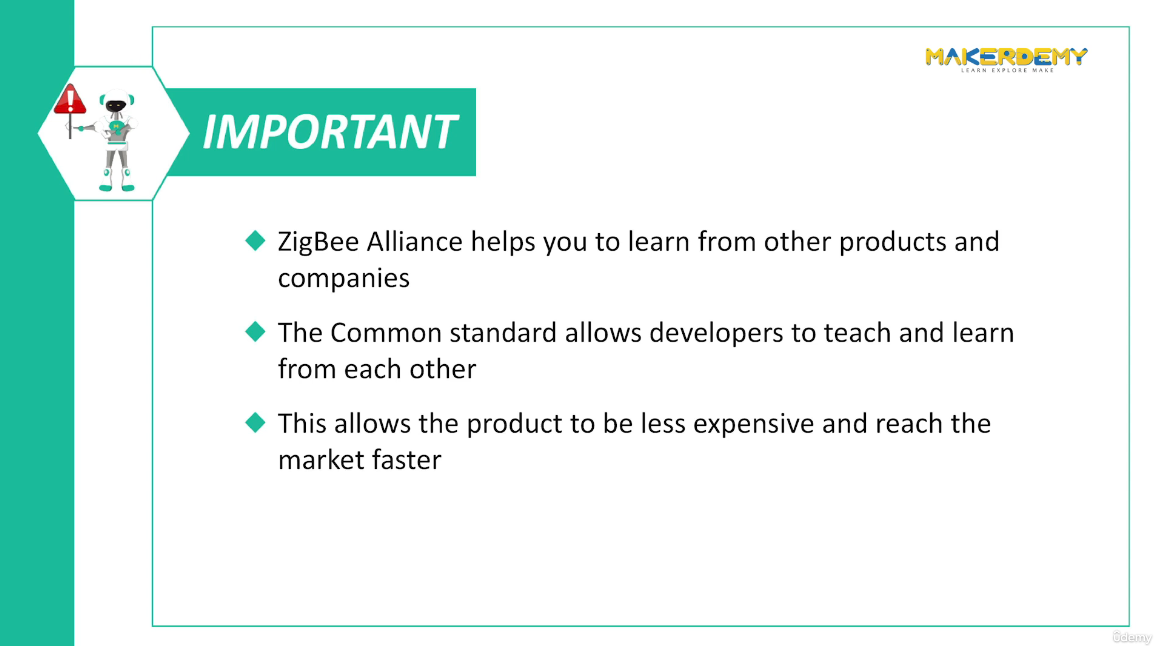 MAKERDEMY
LEARN EXPLORE MAKE
IMPORTANT
ZigBee Alliance helps you to learn from other products and
companies
The Common standard allows developers to teach and learn
from each other
This allows the product to be less expensive and reach the
market faster
ûdemy